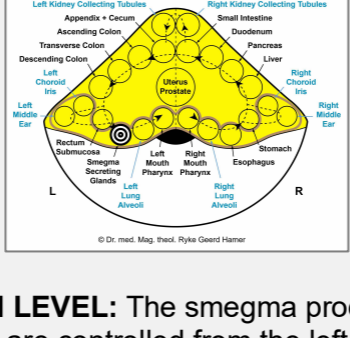 Left Kidney Collecting Tubules
Right Kidney Collecting Tubules
Appendix + Cecum
Small Intestine
Ascending Colon
Duodenum
Transverse Colon
Pancreas
Descending Colon
Liver
Left
Choroid
Iris
Uterus
Prostate
Right
Choroid
Iris
Left
Middle
Ear
Right
Middle
Ear
Rectum
Submucosa
Smegma
Secreting
Glands
Left
Mouth
Pharynx
Right
Mouth
Pharynx
Stomach
Esophagus
Left
Lung
Alveoli
Right
Lung
Alveoli
L
R
© Dr. med. Mag. theol. Ryke Geerd Hamer
LEVEL: The smegma prod
are controlled from the left